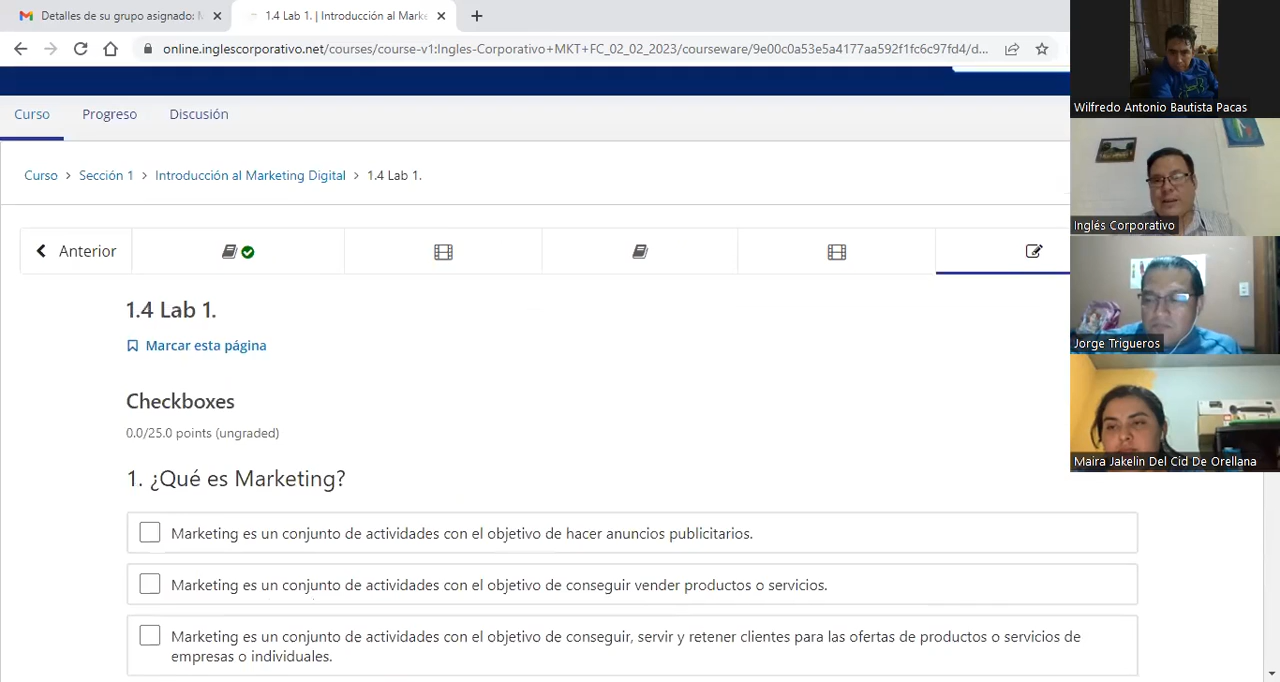 Detalles de su grupo asignado:
1.4 Lab 1. | Introducción al Marke
online.inglescorporativo.net/courses/course-v1:Ingles-Corporativo+MKT+FC_02_02_2023/courseware/9e00c0a53e5a4177aa592f1fc6c97fd4/d...
Wilfredo Antonio Bautista Pacas
Curso Progreso Discusión
Curso > Sección 1 > Introducción al Marketing Digital > 1.4 Lab 1.
Inglés Corporativo
Anterior
1.4 Lab 1.
Marcar esta página
Jorge Trigueros
Checkboxes
0.0/25.0 points (ungraded)
Maira Jakelin Del Cid De Orellana
1. ¿Qué es Marketing?
Marketing es un conjunto de actividades con el objetivo de hacer anuncios publicitarios.
Marketing es un conjunto de actividades con el objetivo de conseguir vender productos o servicios.
Marketing es un conjunto de actividades con el objetivo de conseguir, servir y retener clientes para las ofertas de productos o servicios de
empresas o individuales.